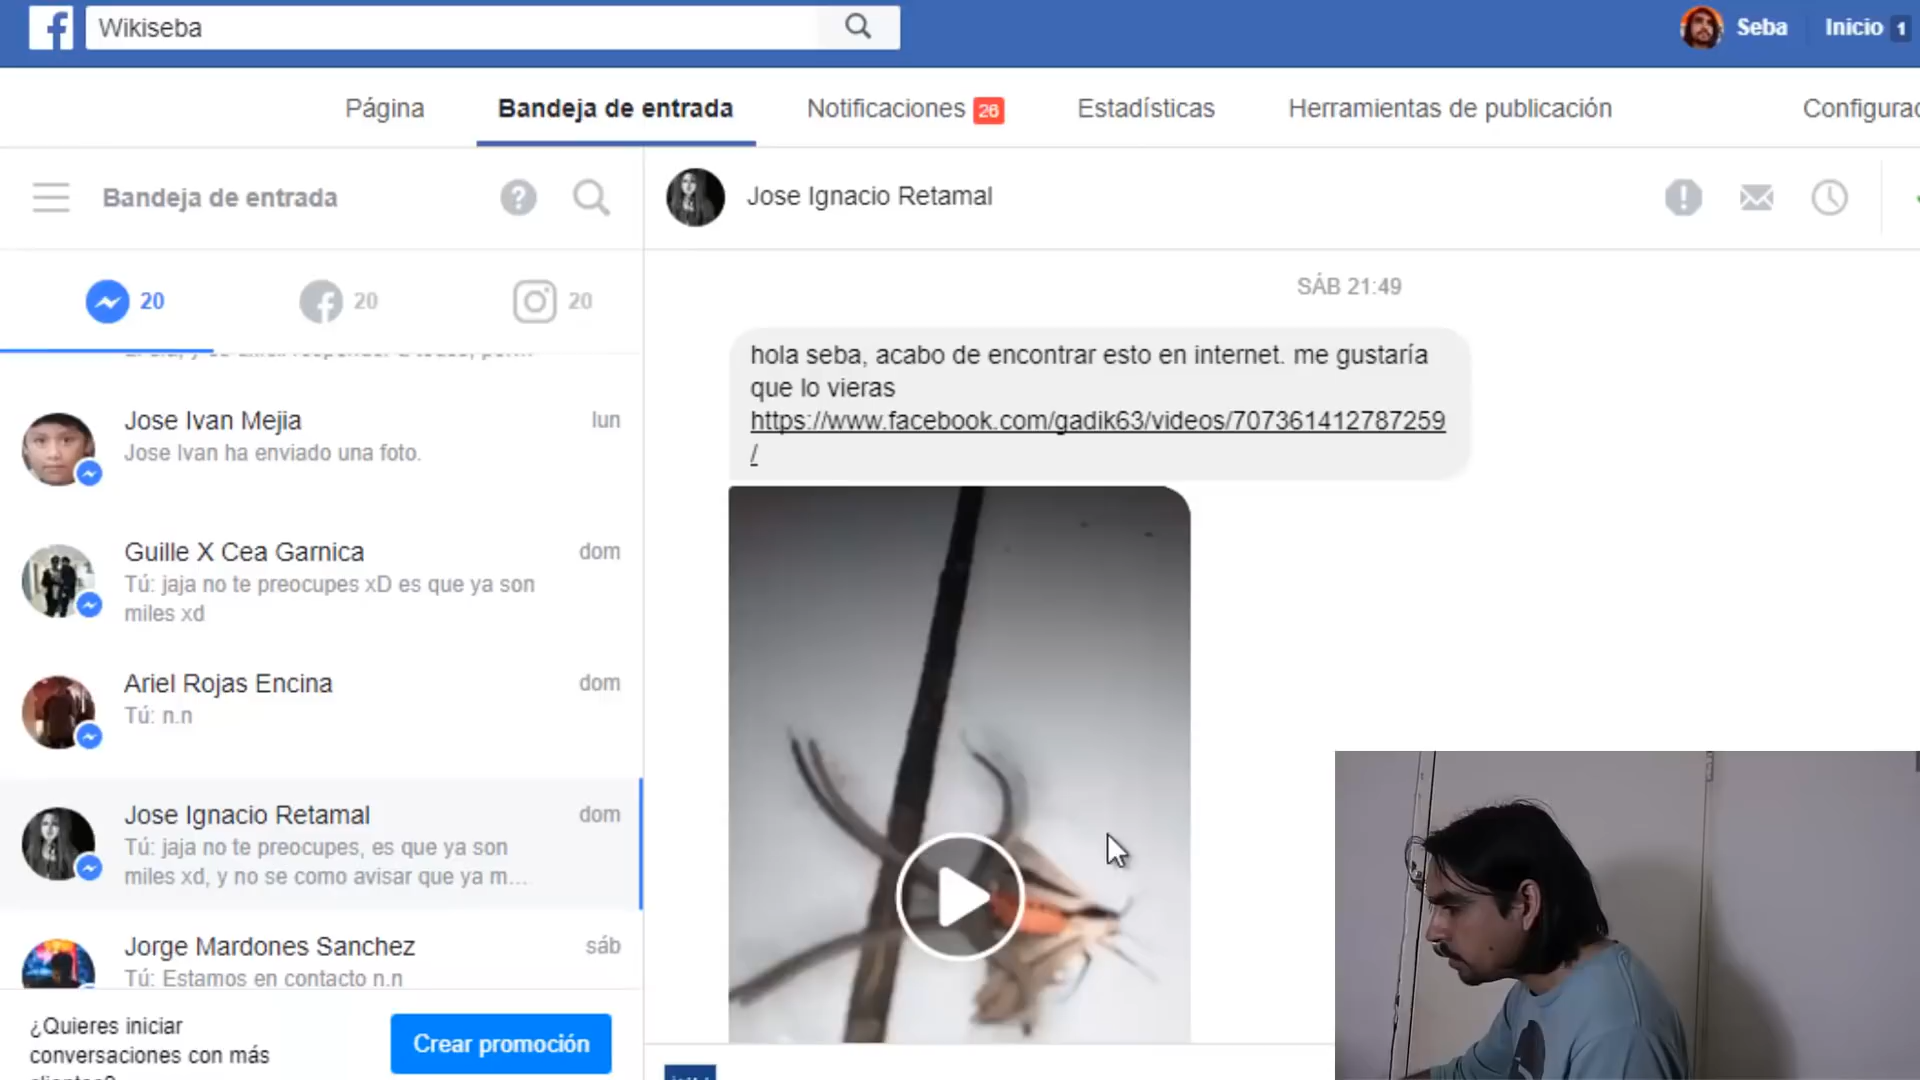 Wikiseba
Seba
Inicio 1
Página
Bandeja de entrada
Notificaciones 26
Estadísticas
Herramientas de publicación
Configurac
Bandeja de entrada
?
20
20
20
Jose Ivan Mejia
lun
Jose Ivan ha enviado una foto.
Guille X Cea Garnica
dom
Tú: jaja no te preocupes xD es que ya son
miles xd
Ariel Rojas Encina
dom
Tú: n.n
Jose Ignacio Retamal
dom
Tú: jaja no te preocupes, es que ya son
miles xd, y no se como avisar que ya m...
Jorge Mardones Sanchez
sáb
Tú: Estamos en contacto n.n
¿Quieres iniciar
conversaciones con más
Crear promoción
Jose Ignacio Retamal
SÁB 21:49
hola seba, acabo de encontrar esto en internet. me gustaría
que lo vieras
https://www.facebook.com/gadik63/videos/707361412787259
/